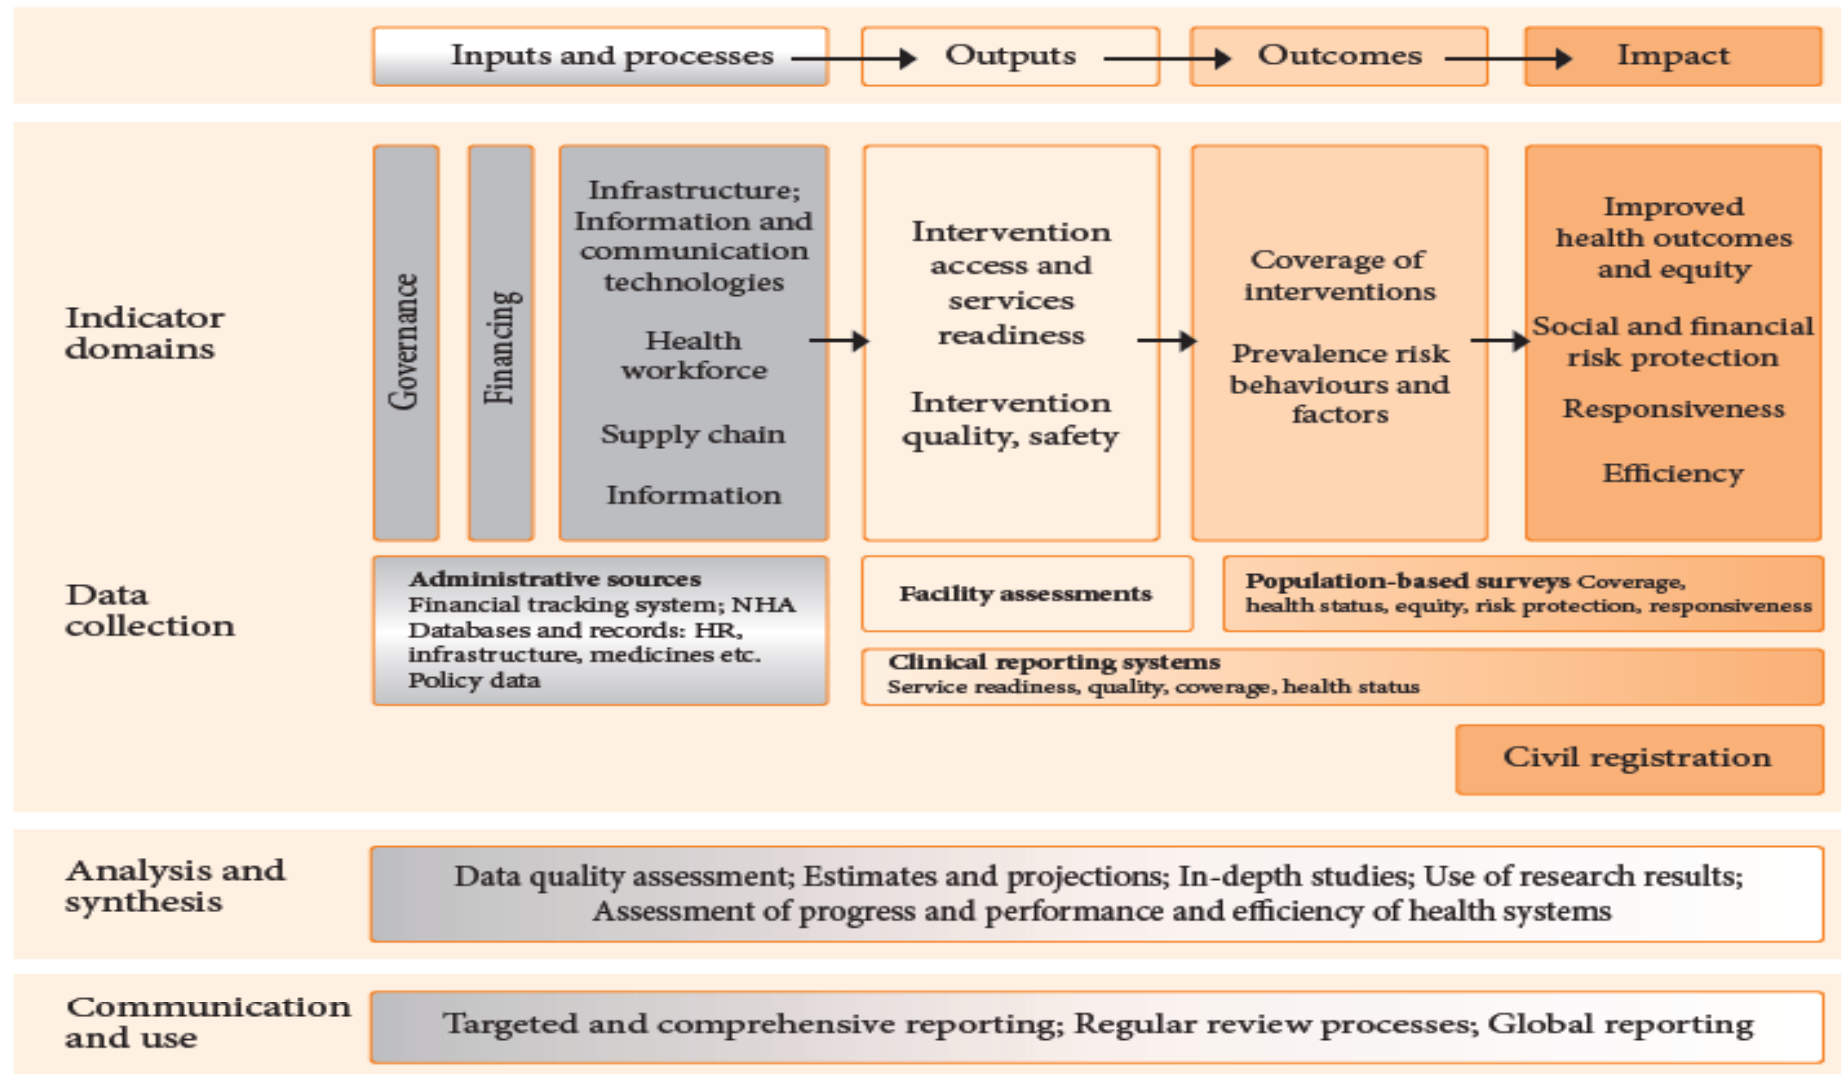 Inputs and processes
Outputs
Outcomes
Impact
Indicator
domains
Governance
Financing
Infrastructure;
Information and
communication
technologies
Health
workforce
Supply chain
Information
Intervention
access and
services
readiness
Intervention
quality, safety
Coverage of
interventions
Prevalence risk
behaviours and
factors
Improved
health outcomes
and equity
Social and financial
risk protection
Responsiveness
Efficiency
Data
collection
Administrative sources
Financial tracking system; NHA
Databases and records: HR,
infrastructure, medicines etc.
Policy data
Facility assessments
Population-based surveys Coverage,
health status, equity, risk protection, responsiveness
Clinical reporting systems
Service readiness, quality, coverage, health status
Civil registration
Analysis and
synthesis
Data quality assessment; Estimates and projections; In-depth studies; Use of research results;
Assessment of progress and performance and efficiency of health systems
Communication
and use
Targeted and comprehensive reporting; Regular review processes; Global reporting